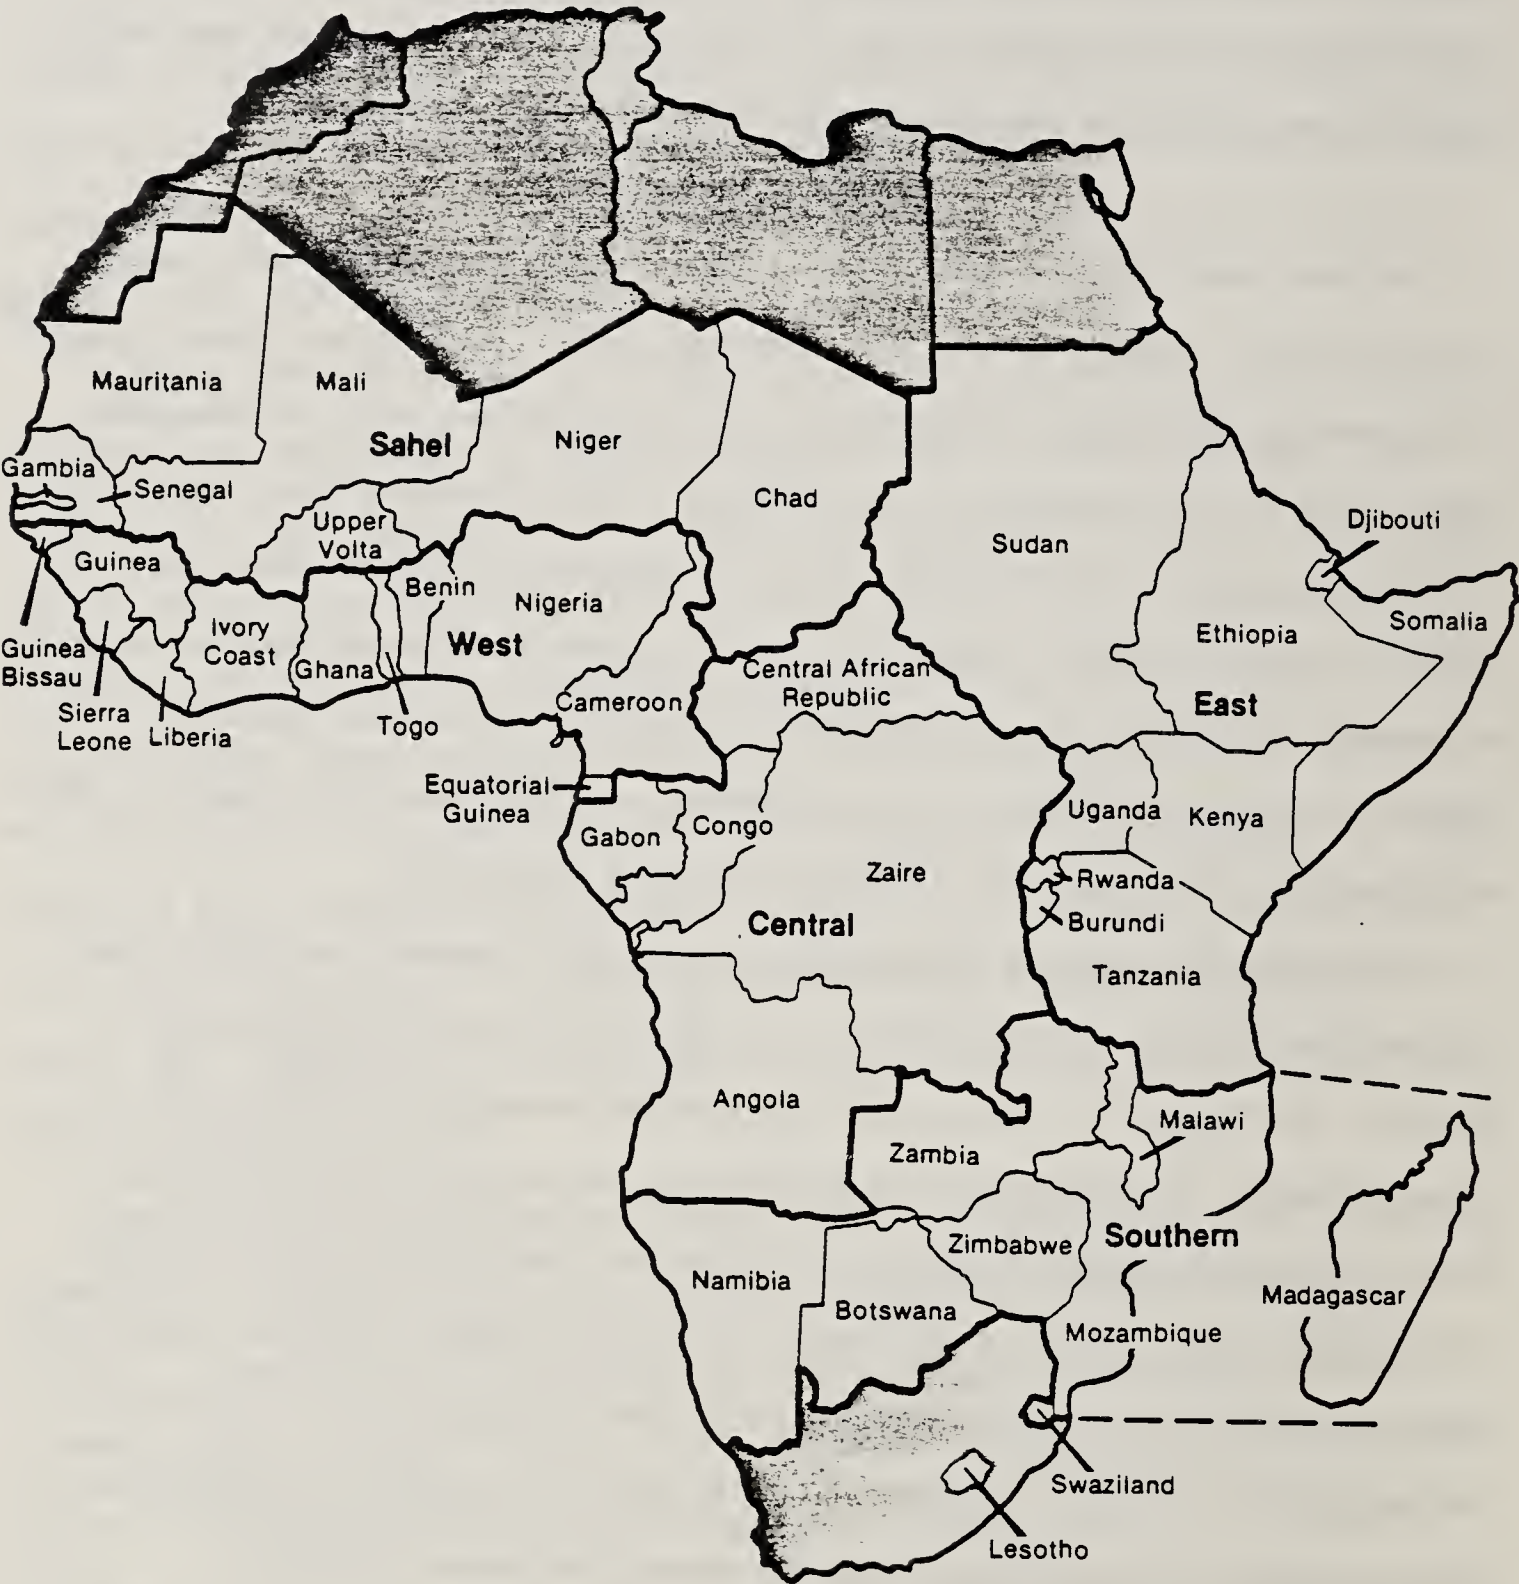 Mauritania
Mali
Sahel
Niger
Chad
Sudan
Gambia
Senegal
Upper
Volta
Djibouti
Guinea
Benin
Nigeria
Somalia
Ethiopia
Guinea
Bissau
Ivory
Coast
Ghana
West
Central African
Republic
Sierra
Leone
Liberia
Togo
Cameroon
East
Equatorial
Guinea
Gabon
Congo
Uganda
Kenya
Zaire
Rwanda
Burundi
Central
Tanzania
Angola
Malawi
Zambia
Southern
Zimbabwe
Namibia
Botswana
Madagascar
Mozambique
Swaziland
Lesotho